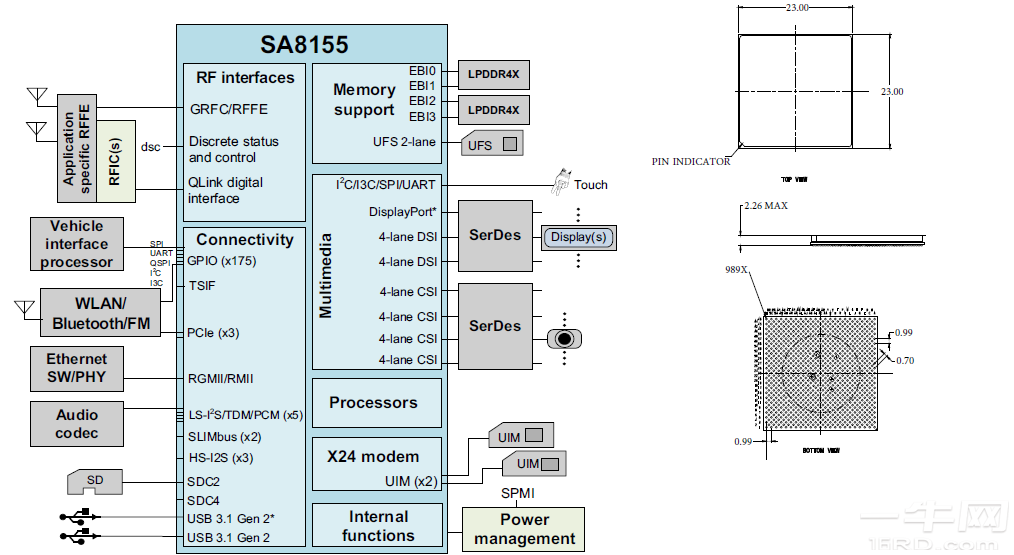 SA8155
RF interfaces
GRFC/RFFE
Discrete status
and control
QLink digital
interface
Application
specific RFFE
RFIC(s)
dsc
Memory
support
EBI0
EBI1
EBI2
EBI3
UFS 2-lane
LPDDR4X
LPDDR4X
UFS
Multimedia
I²C/I3C/SPI/UART
Touch
DisplayPort*
4-lane DSI
4-lane DSI
SerDes
Display(s)
4-lane CSI
4-lane CSI
4-lane CSI
4-lane CSI
SerDes
Vehicle
interface
processor
SPI
UART
QSPI
I²C
I3C
Connectivity
GPIO (x175)
TSIF
WLAN/
Bluetooth/FM
PCIe (x3)
Ethernet
SW/PHY
RGMII/RMII
Audio
codec
LS-I²S/TDM/PCM (x5)
SLIMbus (x2)
HS-I2S (x3)
SD
SDC2
SDC4
USB 3.1 Gen 2*
USB 3.1 Gen 2
Processors
X24 modem
UIM (x2)
UIM
UIM
Internal
functions
SPMI
Power
management
23.00
23.00
PIN INDICATOR
TOP VIEW
2.26 MAX
989X
0.99
0.70
0.99
BOTTOM VIEW
一牛网
1BRD.COM